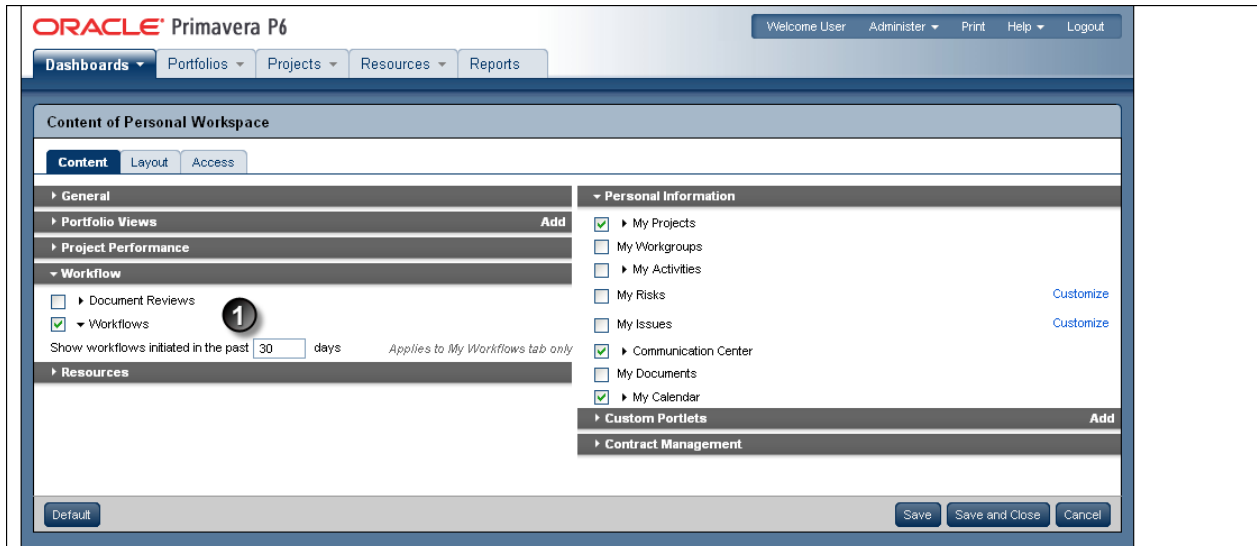 ORACLE Primavera P6
Welcome User Administer Print Help Logout
Dashboards Portfolios Projects Resources Reports
Content of Personal Workspace
Content Layout Access
General
Portfolio Views Add
Project Performance
Workflow
Document Reviews
1
Workflows
Show workflows initiated in the past 30 days Applies to My Workflows tab only
Resources
Personal Information
My Projects
My Workgroups
My Activities
My Risks Customize
My Issues Customize
Communication Center
My Documents
My Calendar
Custom Portlets Add
Contract Management
Default Save Save and Close Cancel